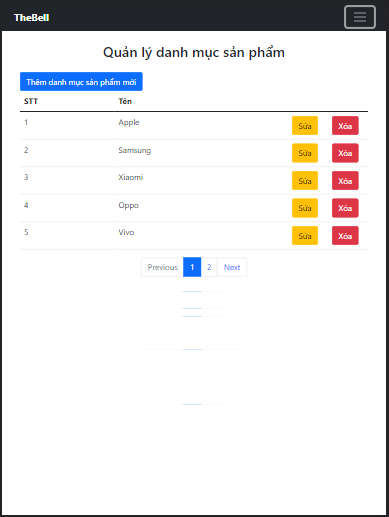 TheBell
Quản lý danh mục sản phẩm
Thêm danh mục sản phẩm mới
STT Tên
1 Apple Sửa Xóa
2 Samsung Sửa Xóa
3 Xiaomi Sửa Xóa
4 Oppo Sửa Xóa
5 Vivo Sửa Xóa
Previous 1 2 Next